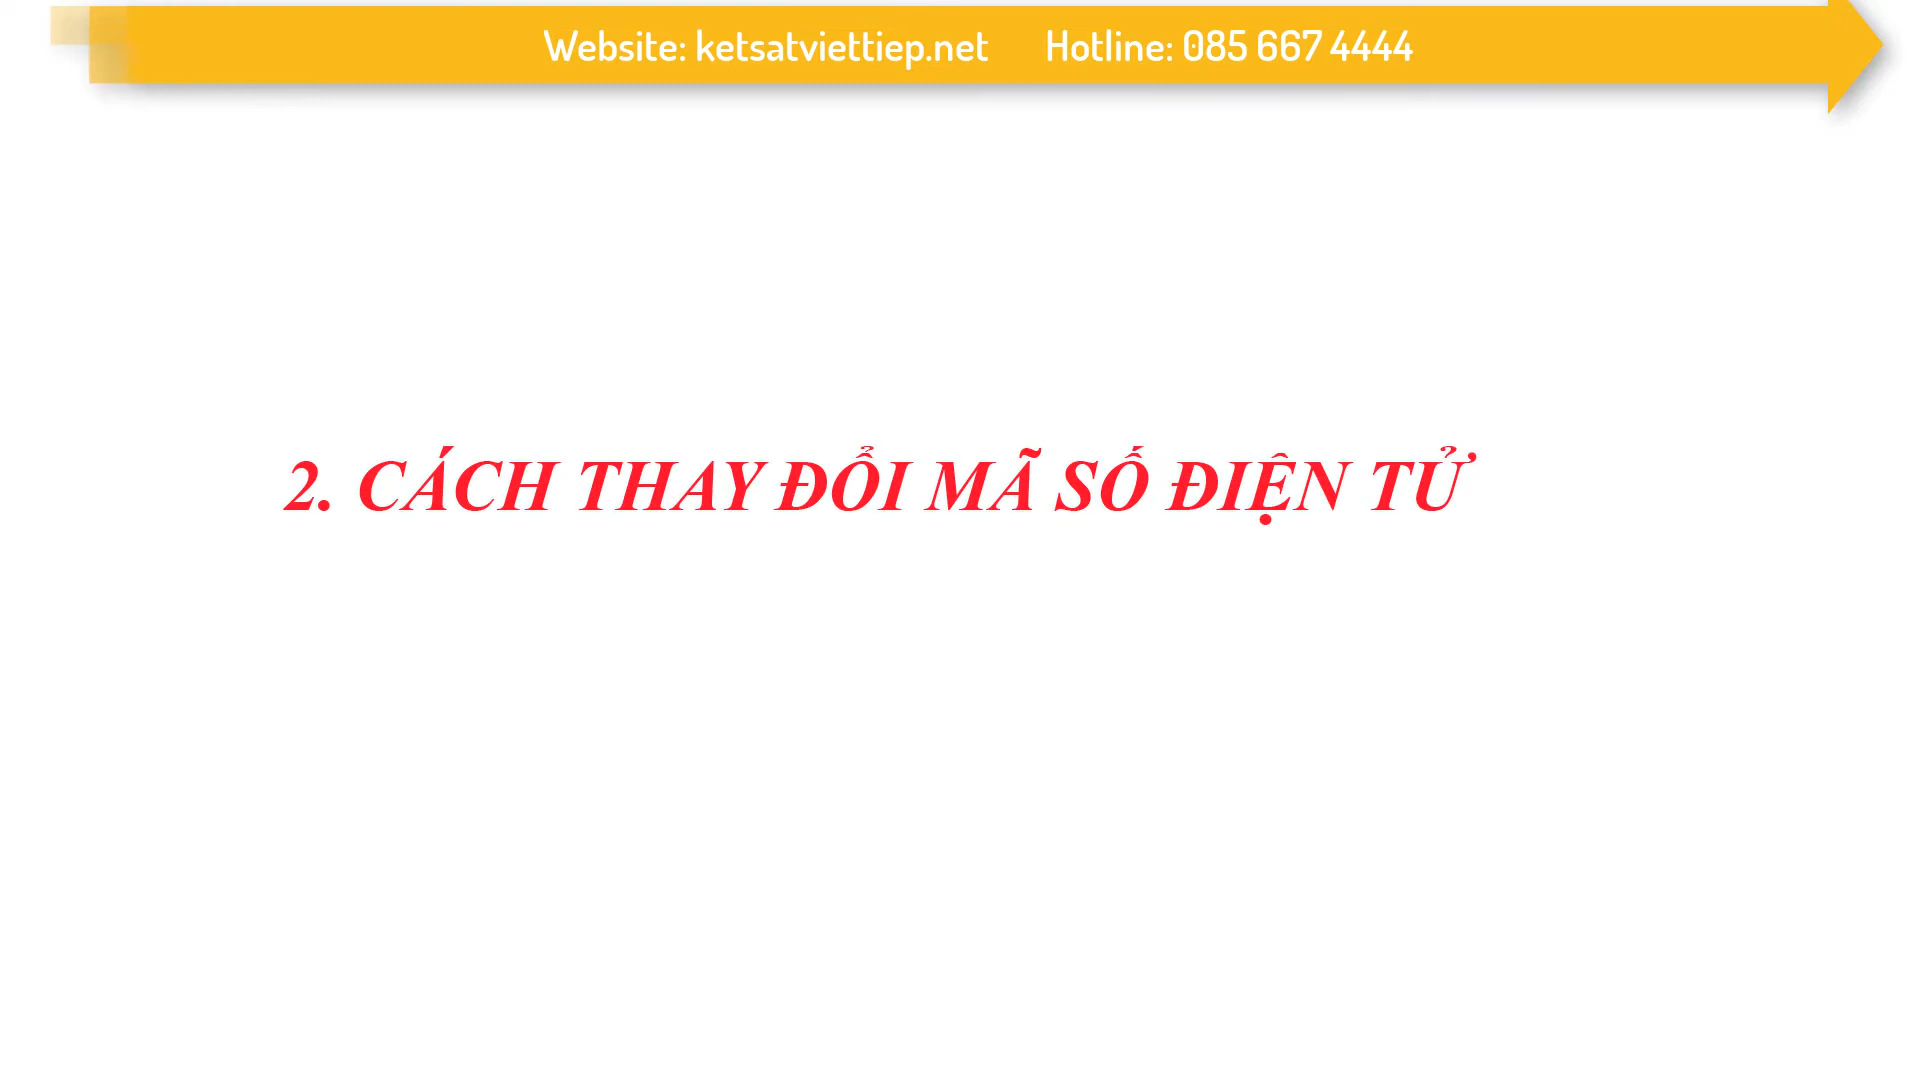 Website: ketsatviettiep.net Hotline: 085 667 4444
2. CÁCH THAY ĐỔI MÃ SỐ ĐIỆN TỬ